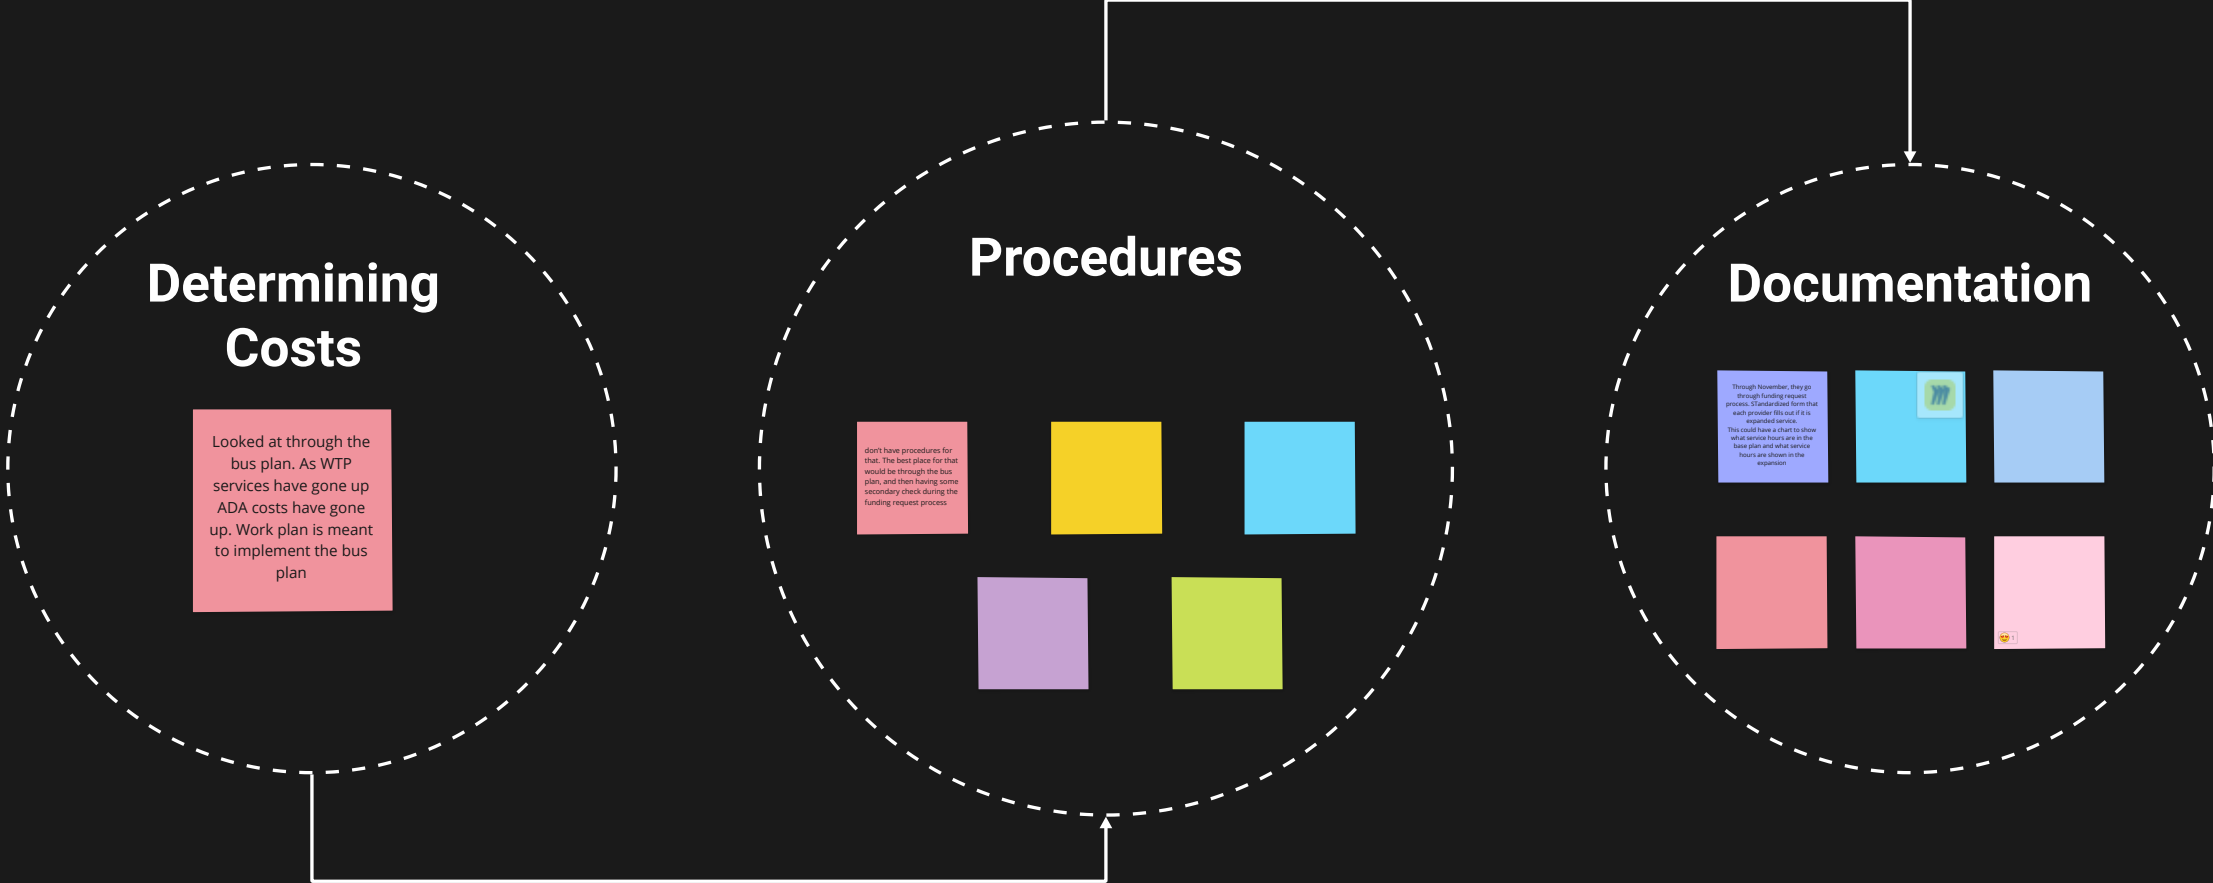 Determining
Costs
Looked at through the
bus plan. As WTP
services have gone up
ADA costs have gone
up. Work plan is meant
to implement the bus
plan
Procedures
don't have procedures for
that. The best place for that
would be through the bus
plan, and then having some
secondary check during the
funding request process
Documentation
Through November, they go
through funding request
process. STandardized form that
each provider fills out if it is
expanded service.
This could have a chart to show
what service hours are in the
base plan and what service
hours are shown in the
expansion